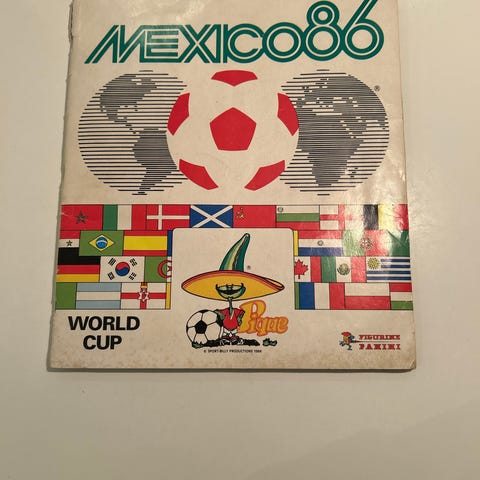 MEXICO86
®
®
Pique
WORLD
CUP
© SPORT-BILLY PRODUCTIONS 1984
FIGURINE
PANINI